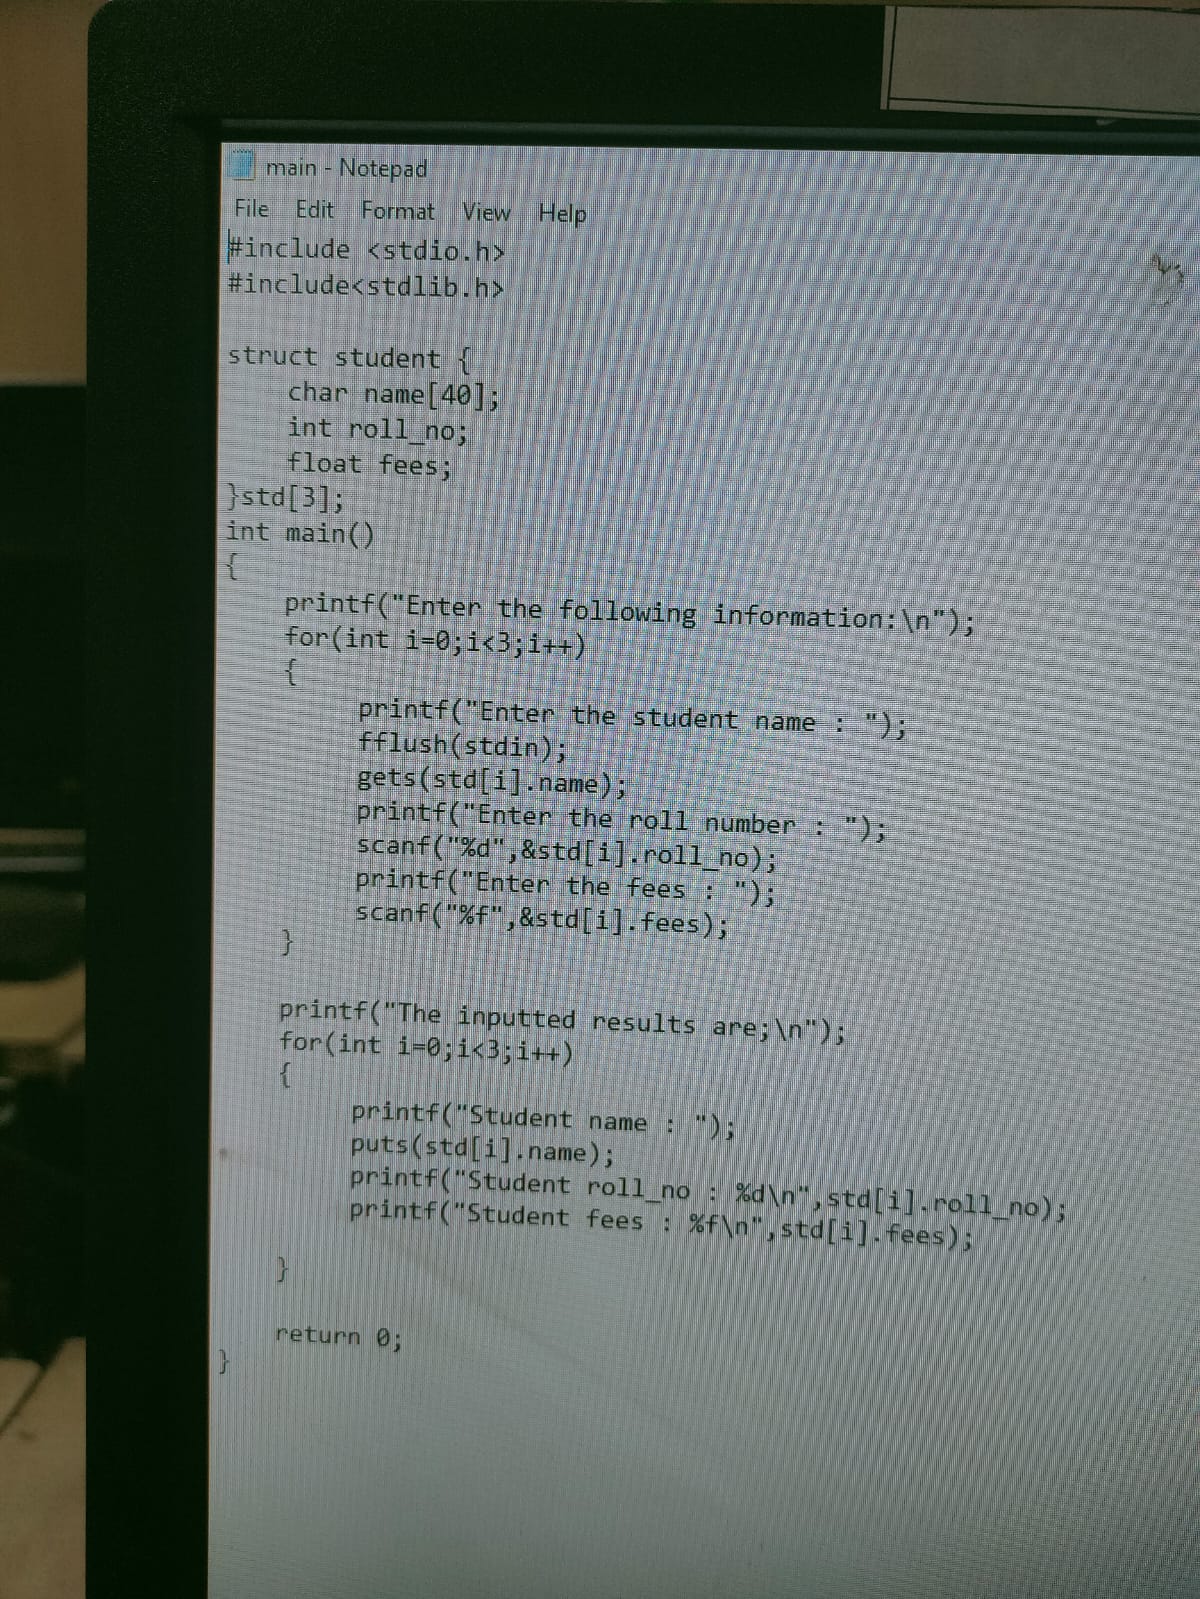 main - Notepad
File Edit Format View Help
#include <stdio.h>
#include<stdlib.h>

struct student {
    char name[40];
    int roll_no;
    float fees;
}std[3];
int main()
{
    printf("Enter the following information:\n");
    for(int i=0;i<3;i++)
    {
        printf("Enter the student name : ");
        fflush(stdin);
        gets(std[i].name);
        printf("Enter the roll number : ");
        scanf("%d",&std[i].roll_no);
        printf("Enter the fees : ");
        scanf("%f",&std[i].fees);
    }

    printf("The inputted results are;\n");
    for(int i=0;i<3;i++)
    {
        printf("Student name : ");
        puts(std[i].name);
        printf("Student roll_no : %d\n",std[i].roll_no);
        printf("Student fees : %f\n",std[i].fees);

    }

    return 0;
}